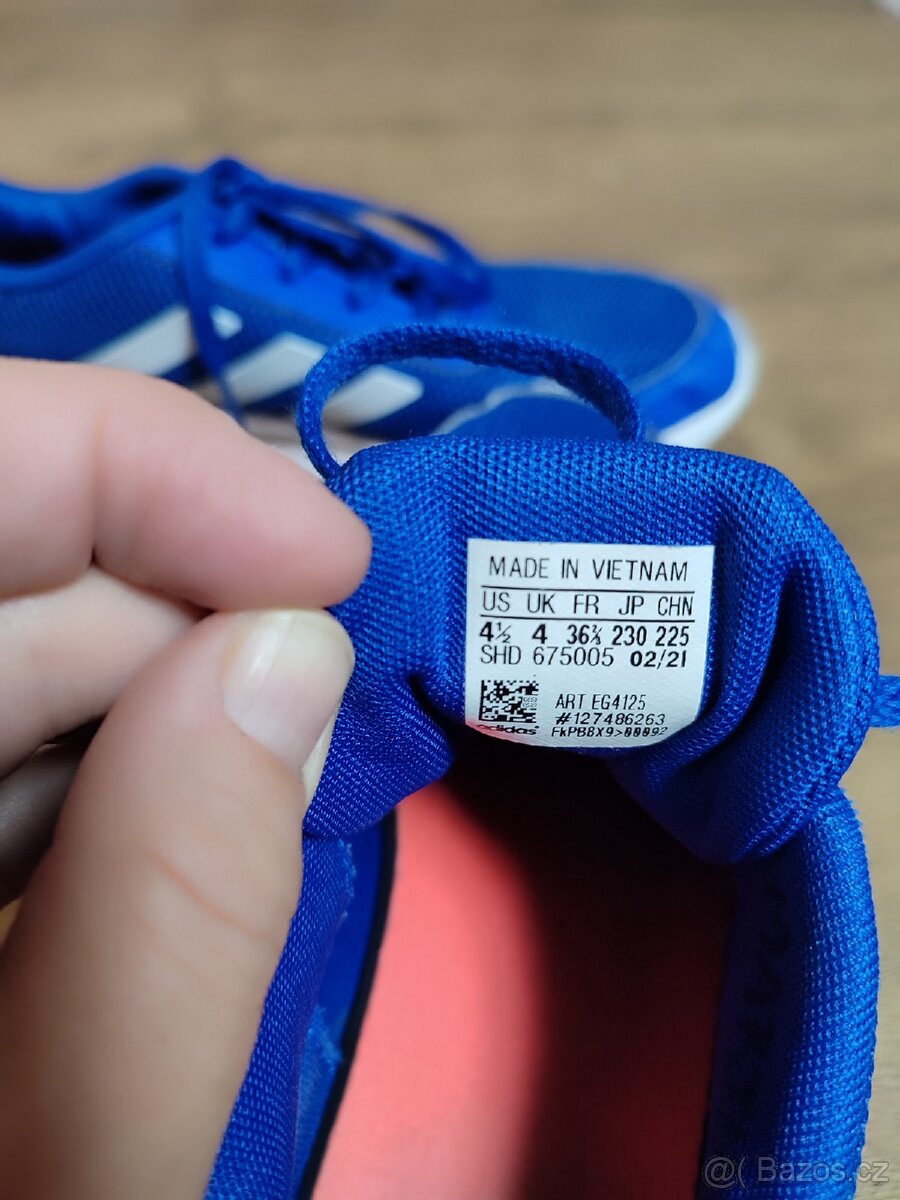 MADE IN VIETNAM
US UK FR JP CHN
4½ 4 36⅔ 230 225
SHD 675005 02/21
ART EG4125
#127486263
adidas FkPB8X9>00092
@( Bazos.cz